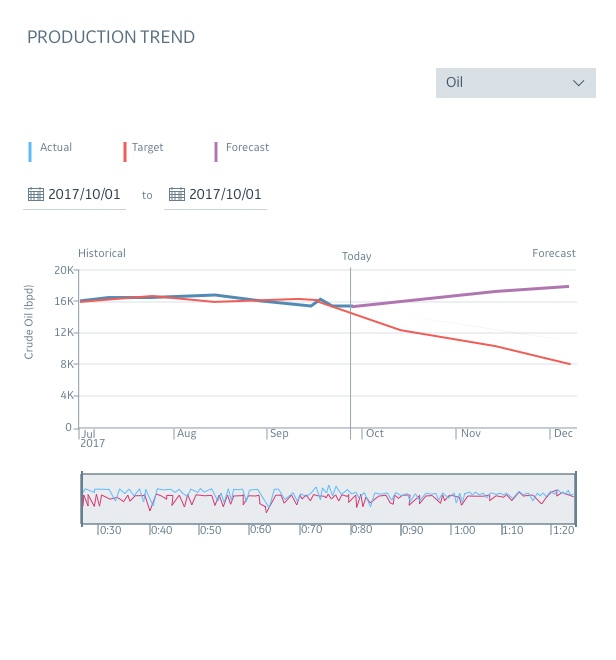 PRODUCTION TREND
Oil
Actual Target Forecast
2017/10/01 to 2017/10/01
Historical Today Forecast
Crude Oil (bpd)
20K
16K
12K
8K
4K
0
Jul Aug Sep Oct Nov Dec
2017
0:30 0:40 0:50 0:60 0:70 0:80 0:90 1:00 1:10 1:20